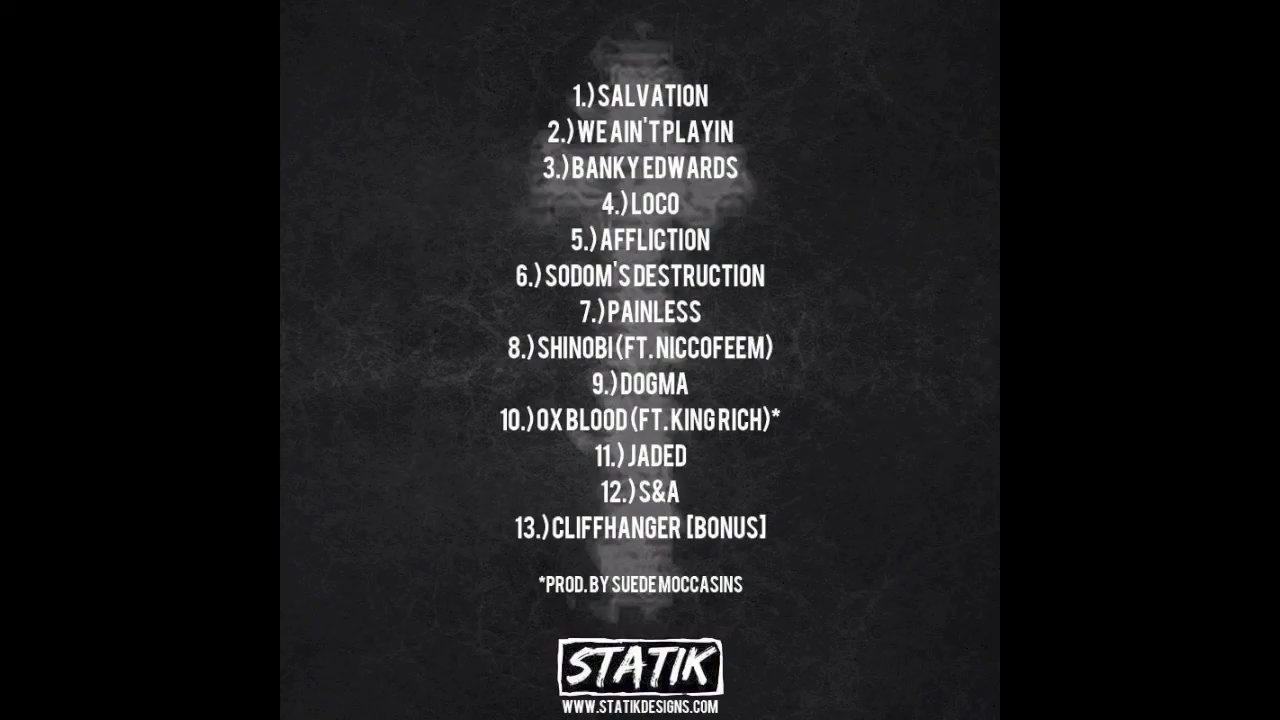 1.) SALVATION
2.) WE AIN'T PLAYIN
3.) BANKY EDWARDS
4.) LOCO
5.) AFFLICTION
6.) SODOM'S DESTRUCTION
7.) PAINLESS
8.) SHINOBI (FT. NICCOFEEM)
9.) DOGMA
10.) OX BLOOD (FT. KING RICH)*
11.) JADED
12.) S&A
13.) CLIFFHANGER [BONUS]
*PROD. BY SUEDE MOCCASINS
STATIK
WWW.STATIKDESIGNS.COM